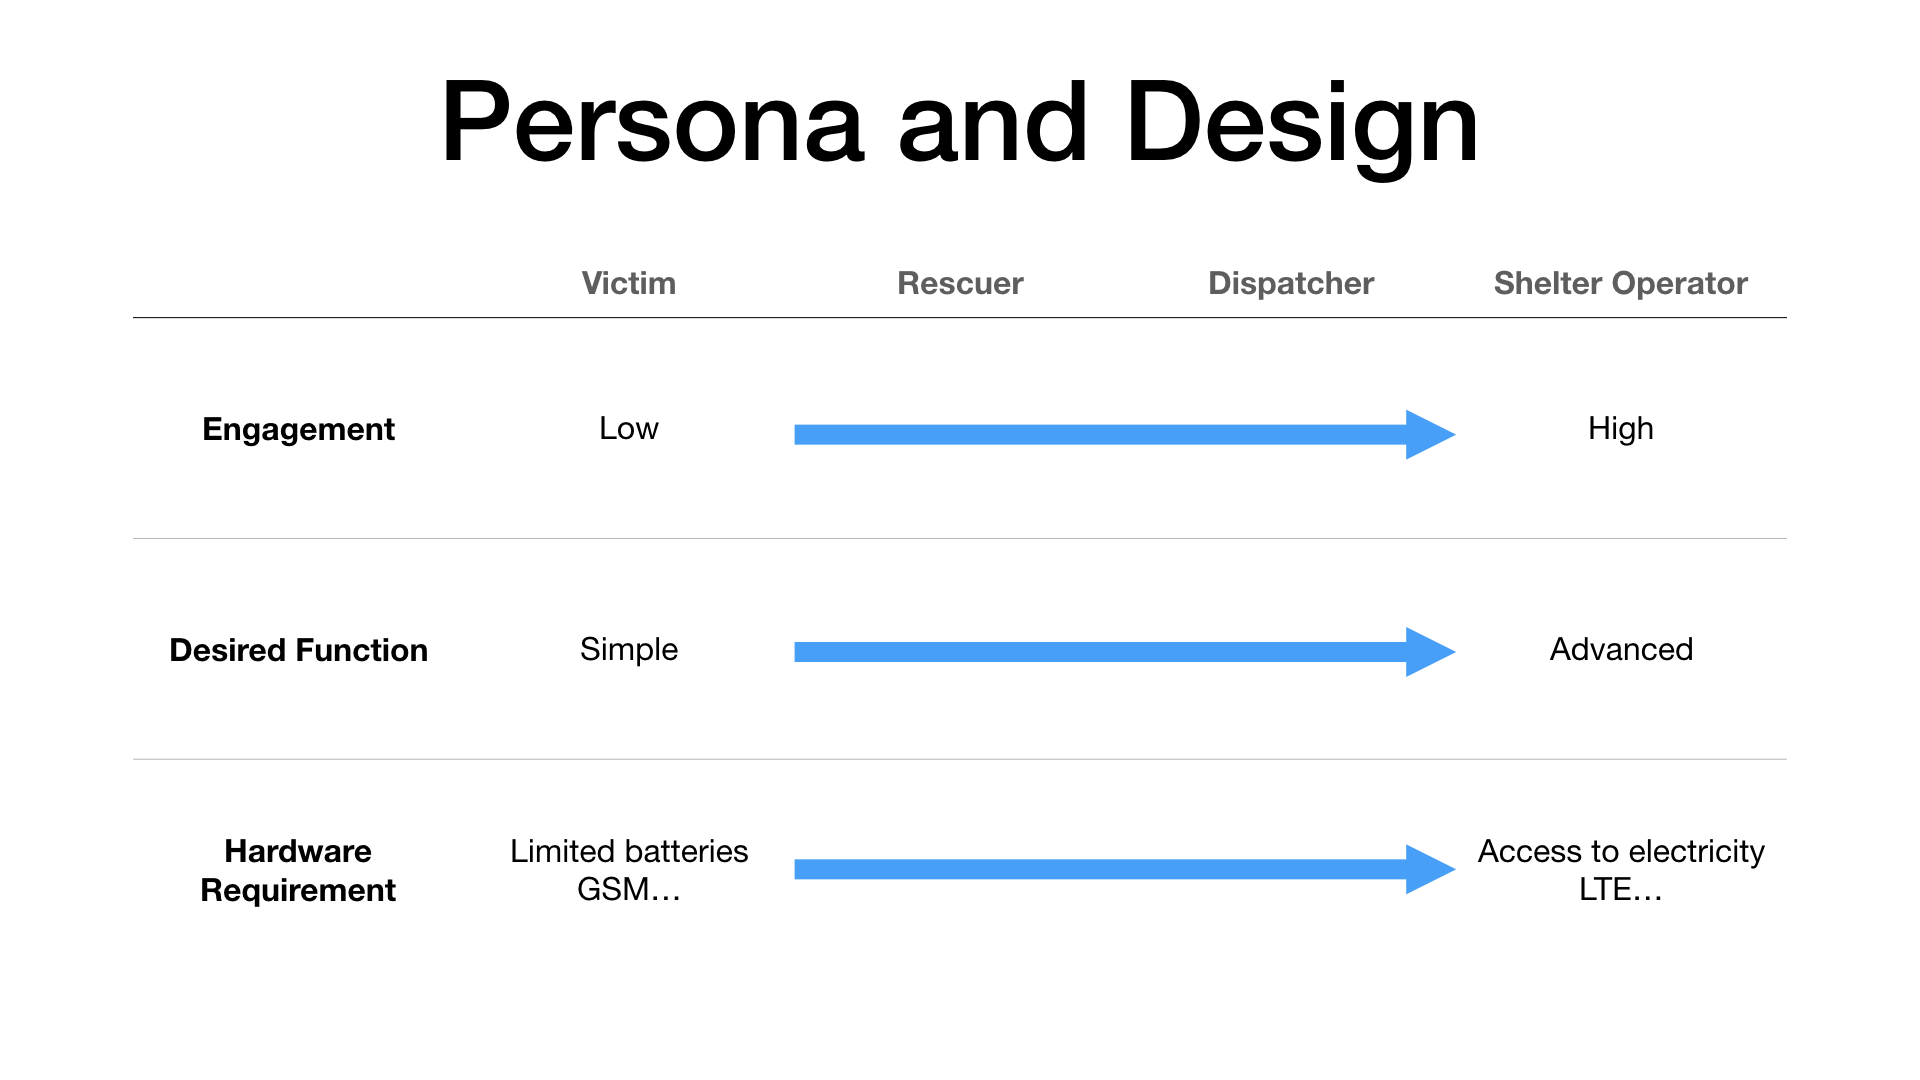 Persona and Design
Victim Rescuer Dispatcher Shelter Operator
Engagement Low High
Desired Function Simple Advanced
Hardware Requirement
Limited batteries
GSM…
Access to electricity
LTE…